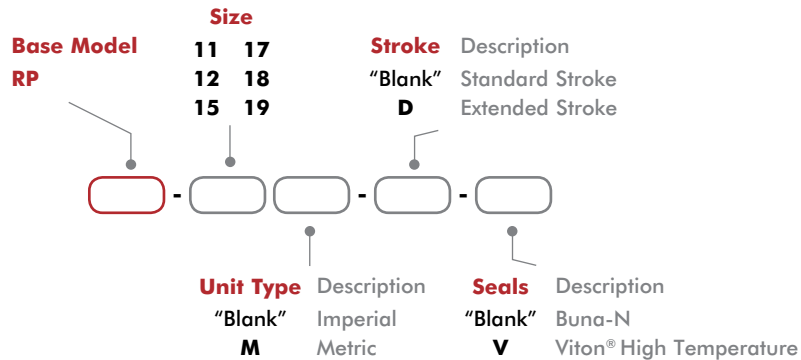 Size
Base Model
RP
11 17
12 18
15 19
Stroke Description
“Blank” Standard Stroke
D Extended Stroke
- - -
Unit Type Description
“Blank” Imperial
M Metric
Seals Description
“Blank” Buna-N
V Viton® High Temperature